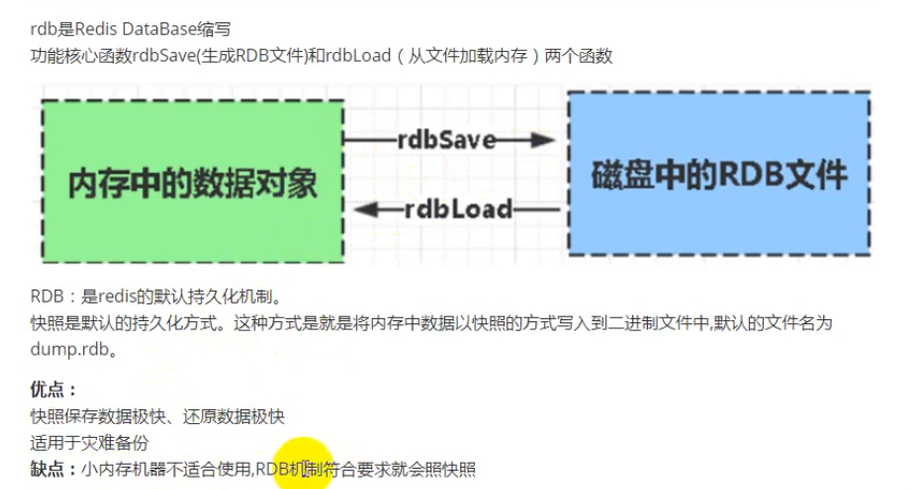 rdb是Redis DataBase缩写
功能核心函数rdbSave(生成RDB文件)和rdbLoad（从文件加载内存）两个函数
内存中的数据对象
rdbSave
磁盘中的RDB文件
rdbLoad
RDB：是redis的默认持久化机制。
快照是默认的持久化方式。这种方式是就是将内存中数据以快照的方式写入到二进制文件中,默认的文件名为
dump.rdb。
优点：
快照保存数据极快、还原数据极快
适用于灾难备份
缺点：小内存机器不适合使用,RDB机制符合要求就会照快照